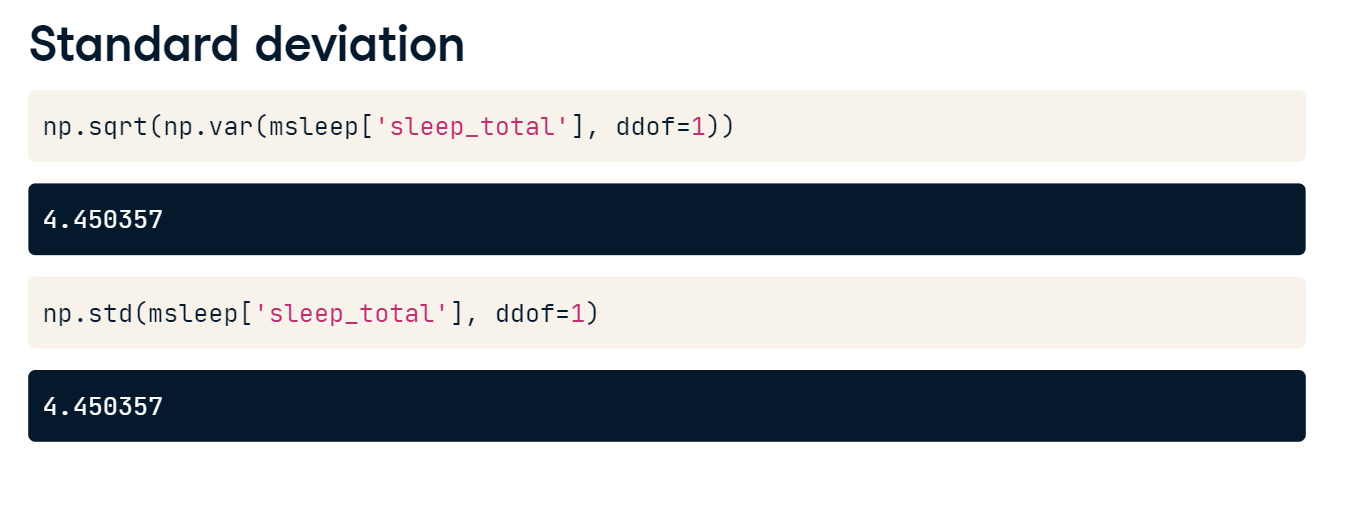 Standard deviation
np.sqrt(np.var(msleep['sleep_total'], ddof=1))
4.450357
np.std(msleep['sleep_total'], ddof=1)
4.450357